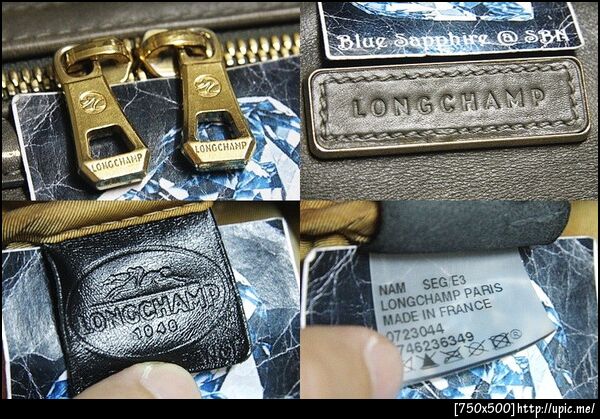 LONGCHAMP
LONGCHAMP
Blue Sapphire @ SBN
LONGCHAMP
LONGCHAMP
1948
NAM SEG/E3
LONGCHAMP PARIS
MADE IN FRANCE
0723044
746236349
[750x500] http://upic.me/